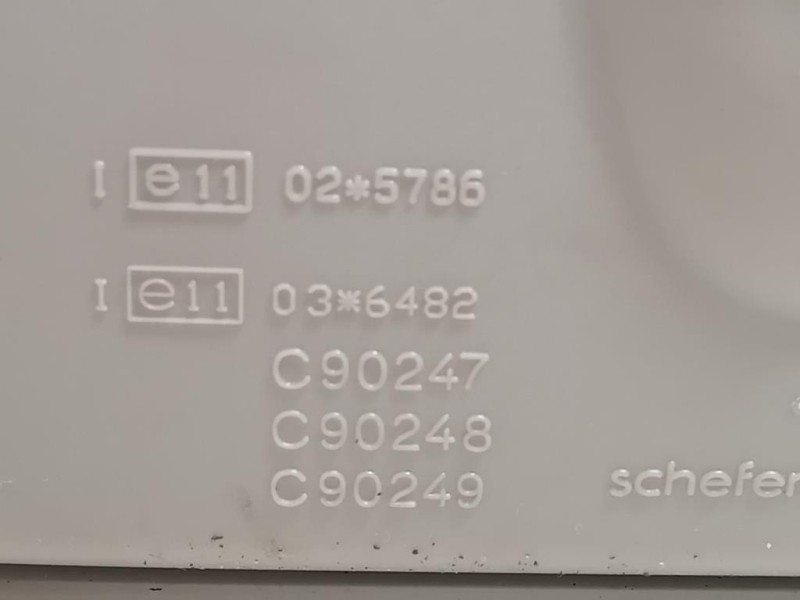 I e11 02*5786
I e11 03*6482
C90247
C90248
C90249
schefer